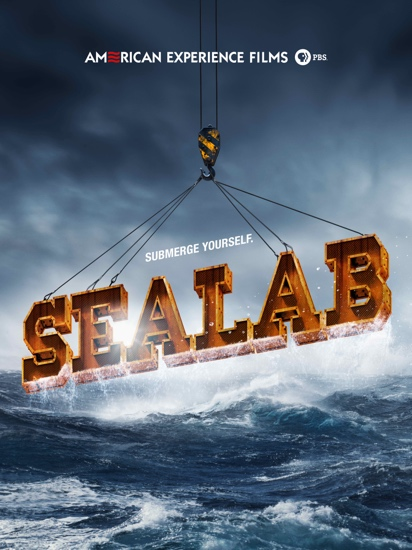 AMERICAN EXPERIENCE FILMS PBS.
SUBMERGE YOURSELF.
SEALAB